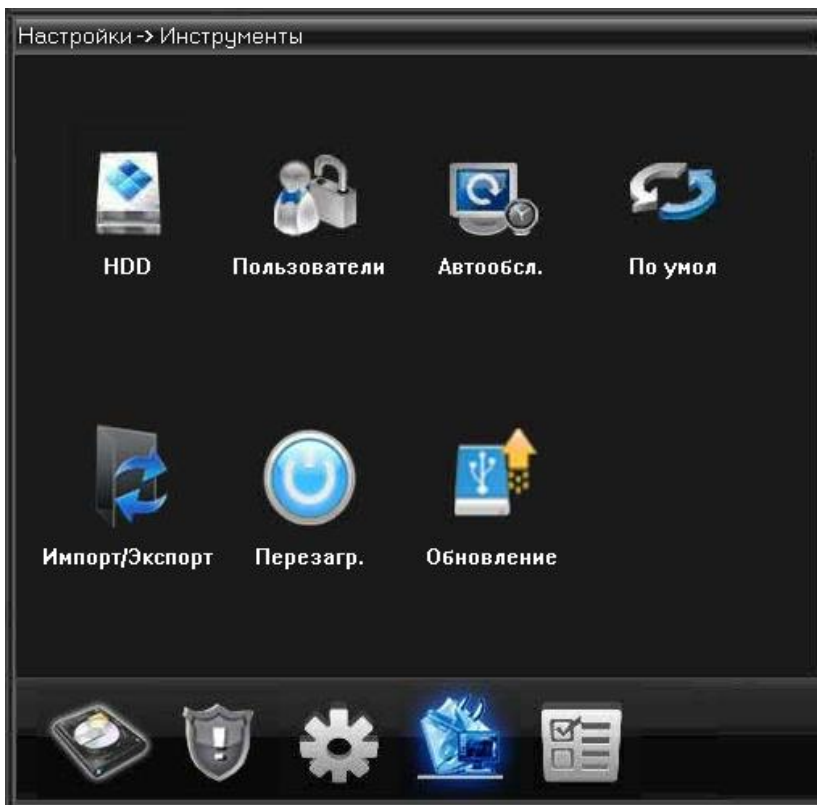 Настройки-> Инструменты
HDD Пользователи Автообсл. По умол
Импорт/Экспорт Перезагр. Обновление